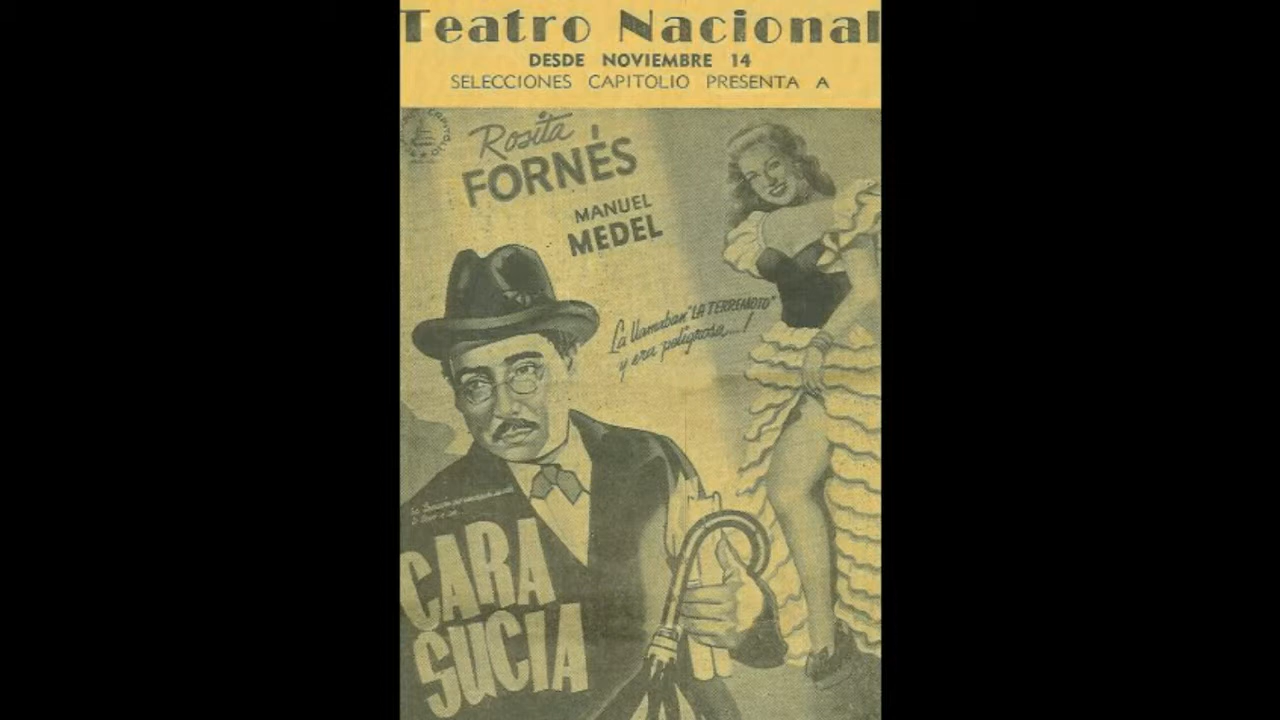 Teatro Nacional
DESDE NOVIEMBRE 14
SELECCIONES CAPITOLIO PRESENTA A
Rosita
FORNÉS
MANUEL
MEDEL
La llamaban "LA TERREMOTO"
y era peligrosa...!
CARA
SUCIA